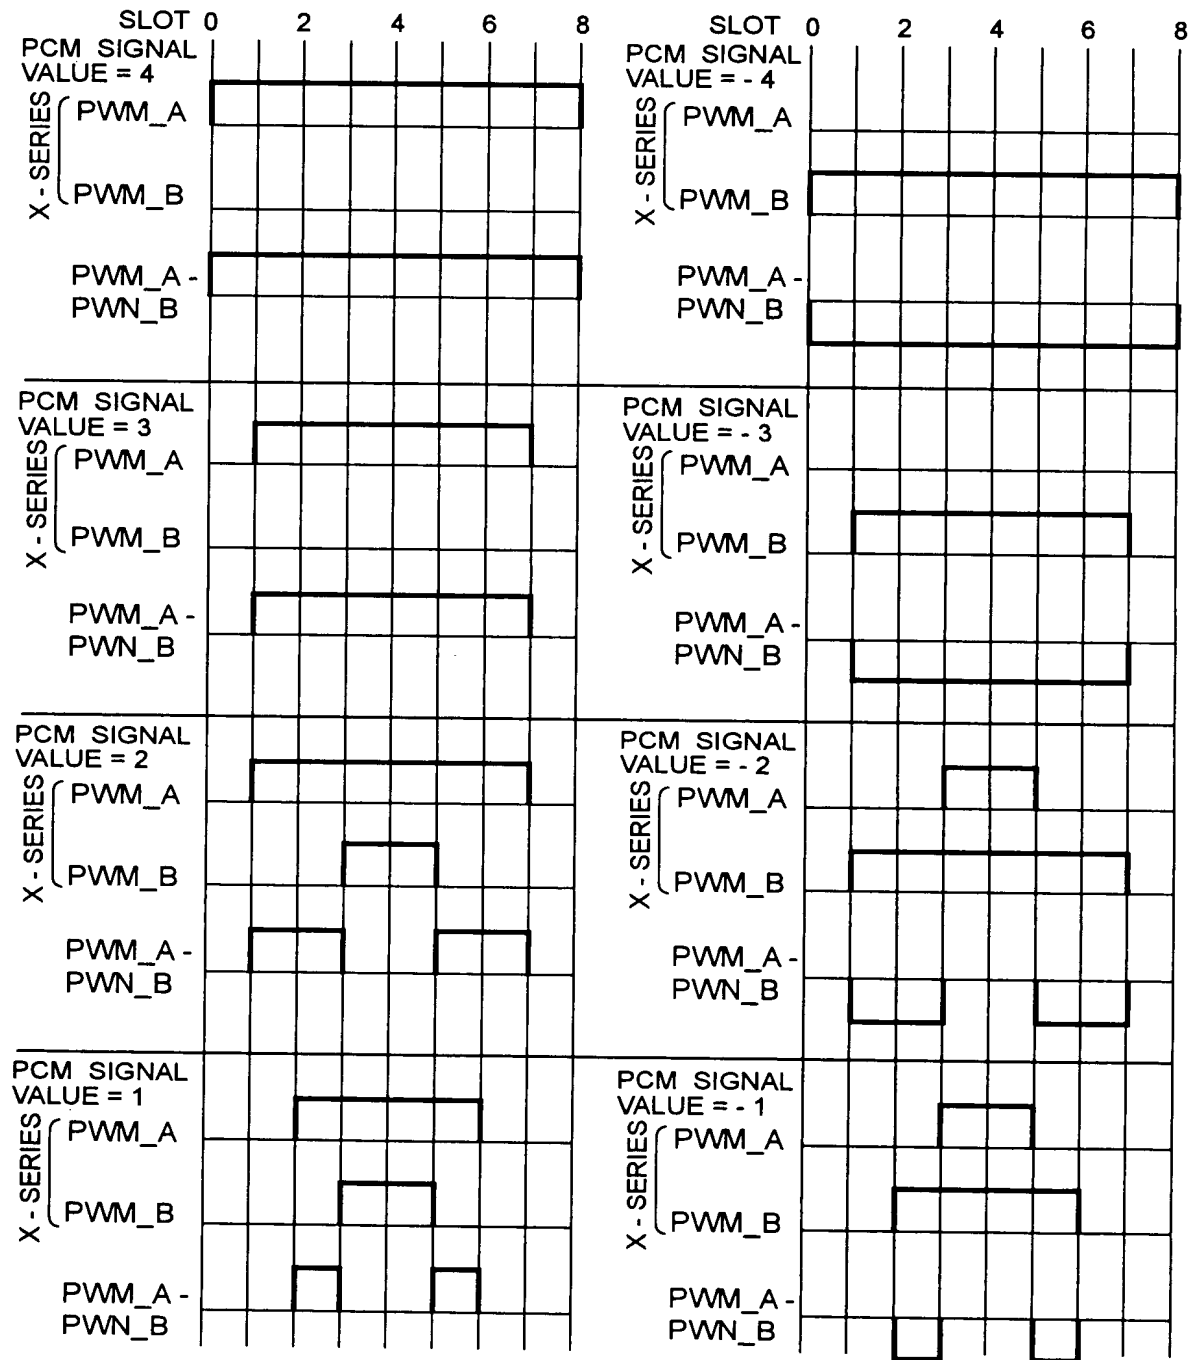 SLOT 0 2 4 6 8
PCM SIGNAL
VALUE = 4
X - SERIES
PWM_A
PWM_B
PWM_A -
PWN_B
PCM SIGNAL
VALUE = 3
X - SERIES
PWM_A
PWM_B
PWM_A -
PWN_B
PCM SIGNAL
VALUE = 2
X - SERIES
PWM_A
PWM_B
PWM_A -
PWN_B
PCM SIGNAL
VALUE = 1
X - SERIES
PWM_A
PWM_B
PWM_A -
PWN_B
SLOT 0 2 4 6 8
PCM SIGNAL
VALUE = - 4
X - SERIES
PWM_A
PWM_B
PWM_A -
PWN_B
PCM SIGNAL
VALUE = - 3
X - SERIES
PWM_A
PWM_B
PWM_A -
PWN_B
PCM SIGNAL
VALUE = - 2
X - SERIES
PWM_A
PWM_B
PWM_A -
PWN_B
PCM SIGNAL
VALUE = - 1
X - SERIES
PWM_A
PWM_B
PWM_A -
PWN_B